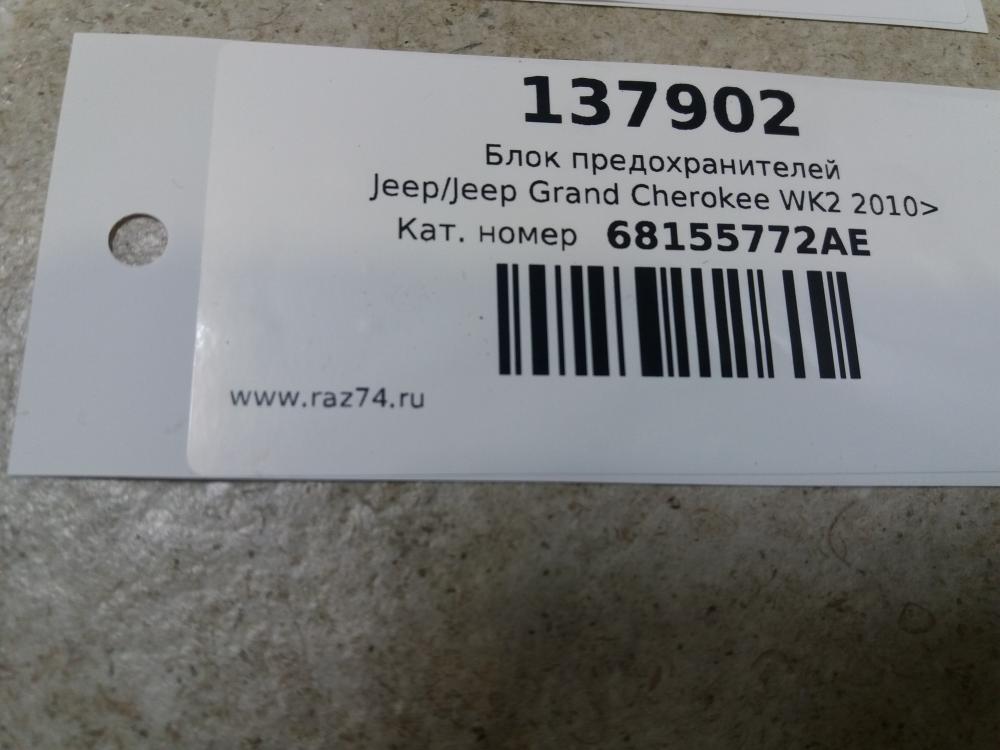 137902
Блок предохранителей
Jeep/Jeep Grand Cherokee WK2 2010>
Кат. номер 68155772AE
www.raz74.ru